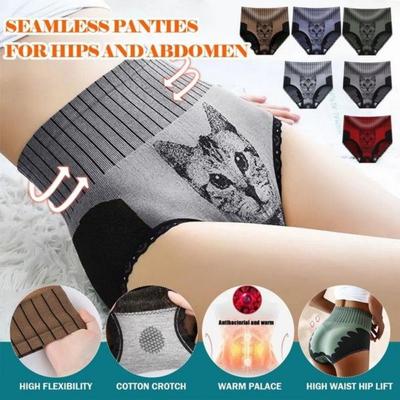 SEAMLESS PANTIES
FOR HIPS AND ABDOMEN
Antibacterial and warm
HIGH FLEXIBILITY
COTTON CROTCH
WARM PALACE
HIGH WAIST HIP LIFT